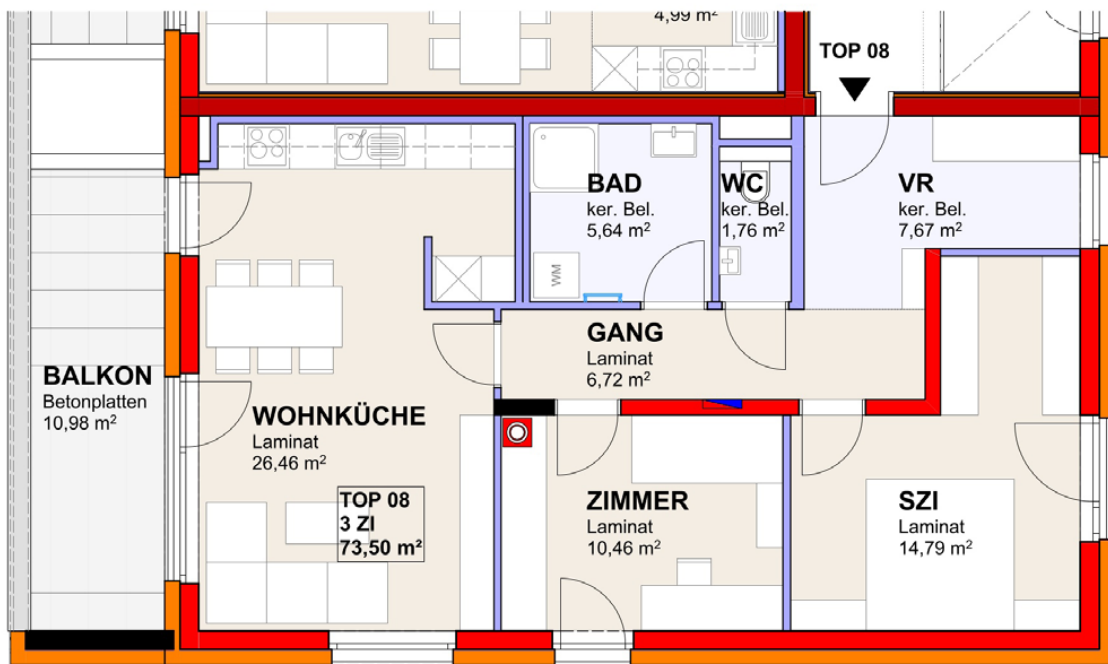 4,99 m²
TOP 08
BAD
ker. Bel.
5,64 m²
WC
ker. Bel.
1,76 m²
VR
ker. Bel.
7,67 m²
WM
GANG
Laminat
6,72 m²
BALKON
Betonplatten
10,98 m²
WOHNKÜCHE
Laminat
26,46 m²
TOP 08
3 ZI
73,50 m²
ZIMMER
Laminat
10,46 m²
SZI
Laminat
14,79 m²